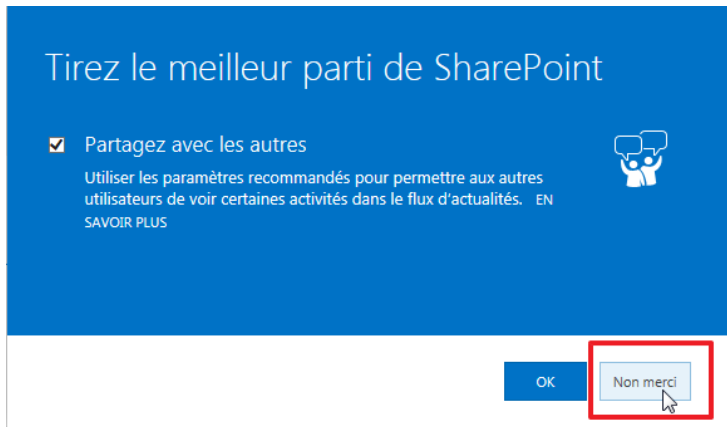 Tirez le meilleur parti de SharePoint
Partagez avec les autres
Utiliser les paramètres recommandés pour permettre aux autres
utilisateurs de voir certaines activités dans le flux d'actualités. EN
SAVOIR PLUS
OK
Non merci